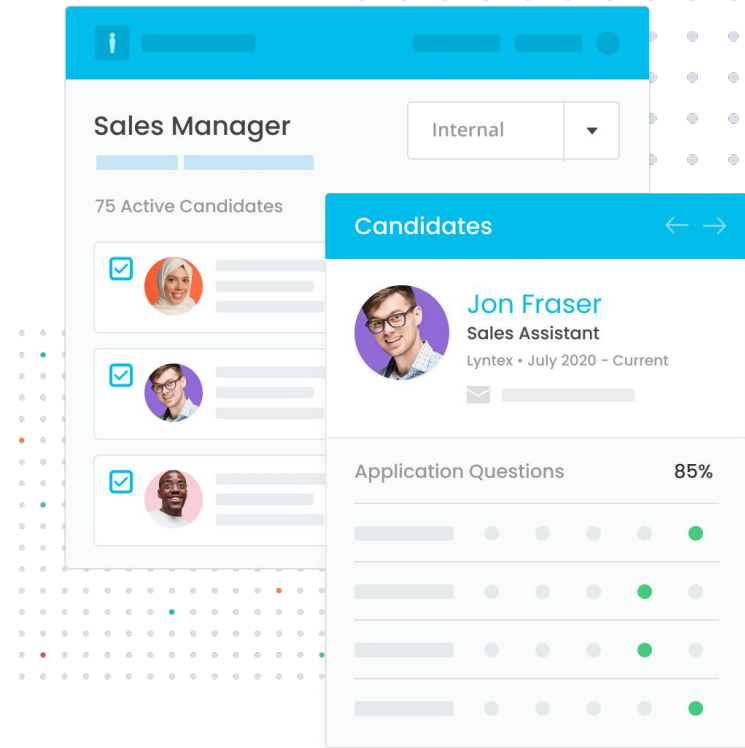 Sales Manager
Internal
75 Active Candidates
Candidates
Jon Fraser
Sales Assistant
Lyntex • July 2020 - Current
Application Questions 85%